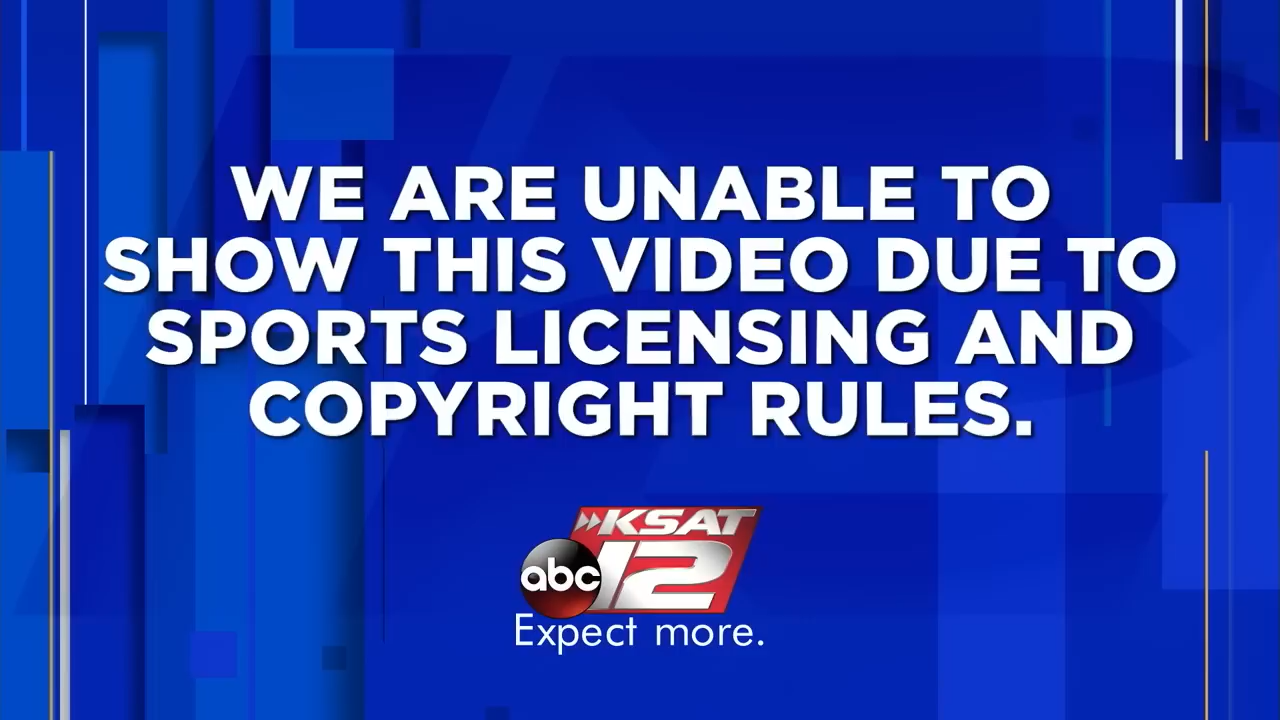 WE ARE UNABLE TO
SHOW THIS VIDEO DUE TO
SPORTS LICENSING AND
COPYRIGHT RULES.
KSAT
abc 12
Expect more.